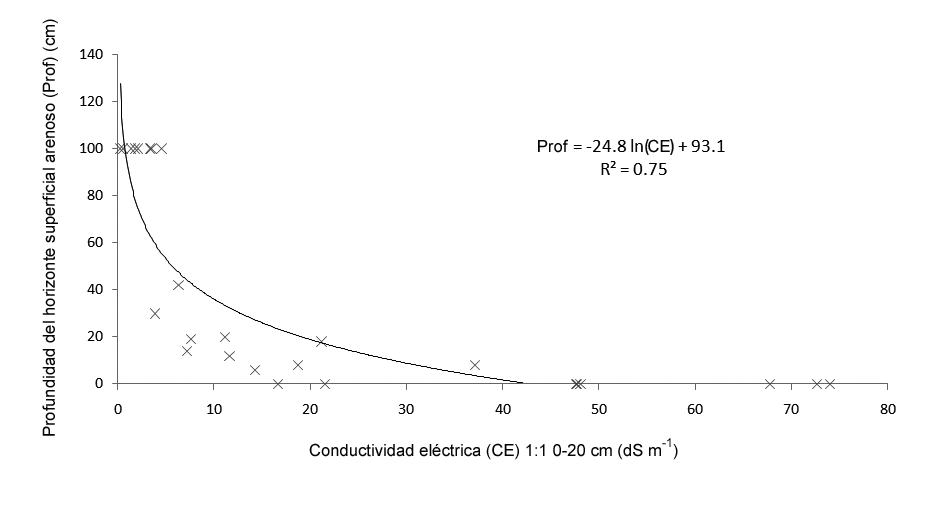 Profundidad del horizonte superficial arenoso (Prof) (cm)
140
120
100
80
60
40
20
0
Prof = -24.8 ln(CE) + 93.1
R² = 0.75
0 10 20 30 40 50 60 70 80
Conductividad eléctrica (CE) 1:1 0-20 cm (dS m⁻¹)